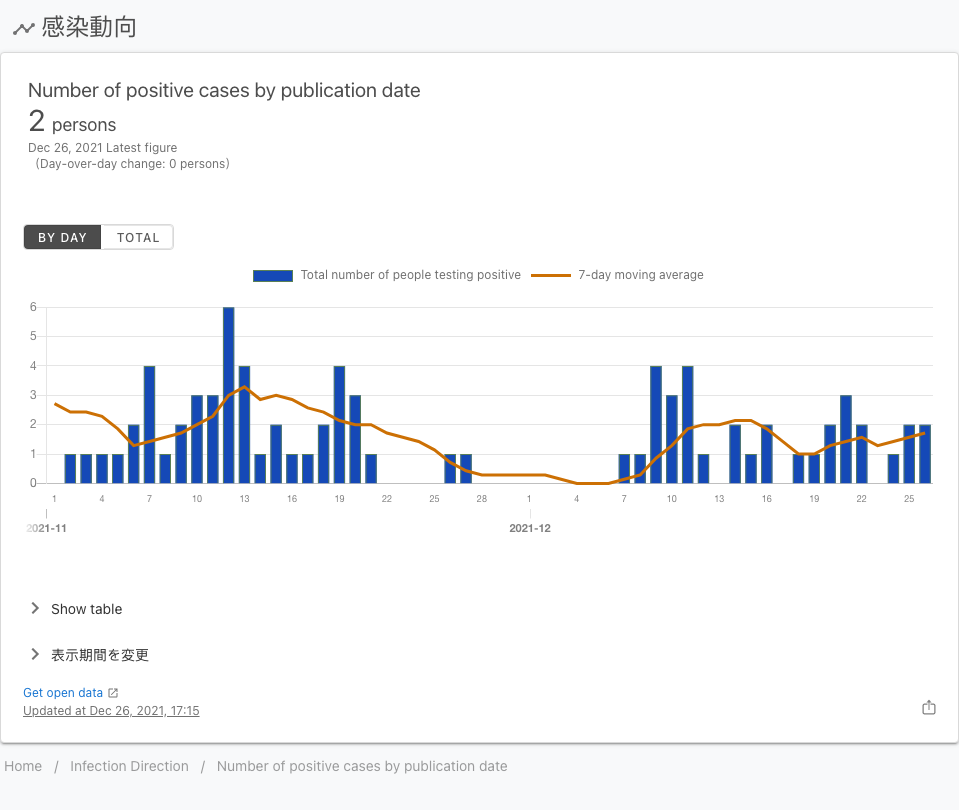 感染動向
Number of positive cases by publication date
2 persons
Dec 26, 2021 Latest figure
(Day-over-day change: 0 persons)
BY DAY TOTAL
Total number of people testing positive 7-day moving average
6
5
4
3
2
1
0
1 4 7 10 13 16 19 22 25 28 1 4 7 10 13 16 19 22 25
2021-11 2021-12
Show table
表示期間を変更
Get open data
Updated at Dec 26, 2021, 17:15
Home / Infection Direction / Number of positive cases by publication date